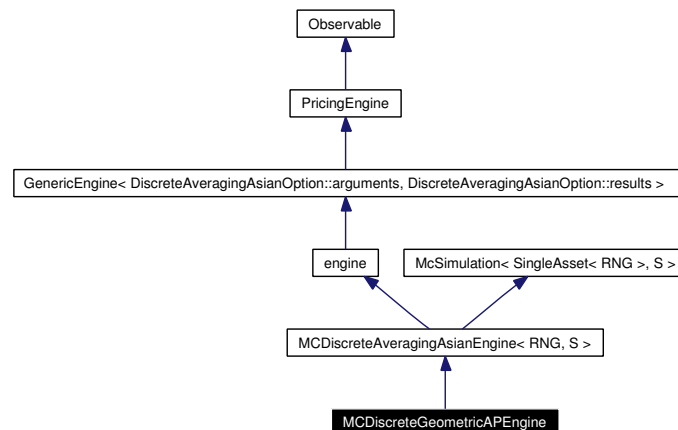 Observable
PricingEngine
GenericEngine< DiscreteAveragingAsianOption::arguments, DiscreteAveragingAsianOption::results >
engine
McSimulation< SingleAsset< RNG >, S >
MCDiscreteAveragingAsianEngine< RNG, S >
MCDiscreteGeometricAPEngine